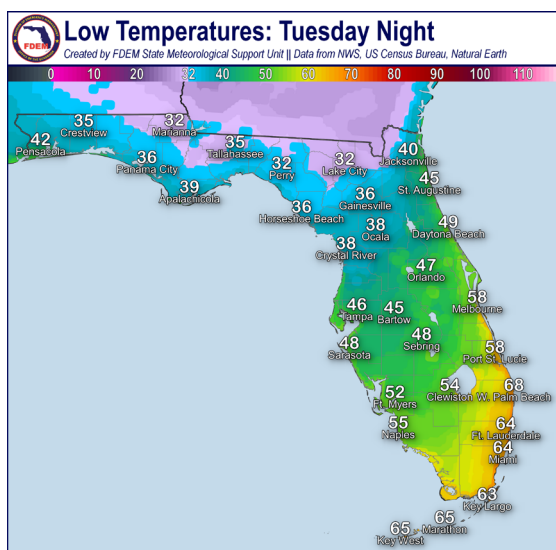 Low Temperatures: Tuesday Night
FDEM
Created by FDEM State Meteorological Support Unit || Data from NWS, US Census Bureau, Natural Earth
0 10 20 32 40 50 60 70 80 90 100 110
35
Crestview
32
Marianna
42
Pensacola
35
Tallahassee
40
Jacksonville
36
Panama City
32
Perry
32
Lake City
45
St. Augustine
39
Apalachicola
36
Gainesville
36
Horseshoe Beach
38
Ocala
49
Daytona Beach
38
Crystal River
47
Orlando
58
Melbourne
46
Tampa
45
Bartow
48
Sebring
48
Sarasota
58
Port St. Lucie
52
Ft. Myers
54
Clewiston
68
W. Palm Beach
55
Naples
64
Ft. Lauderdale
64
Miami
63
Key Largo
65
Marathon
65
Key West